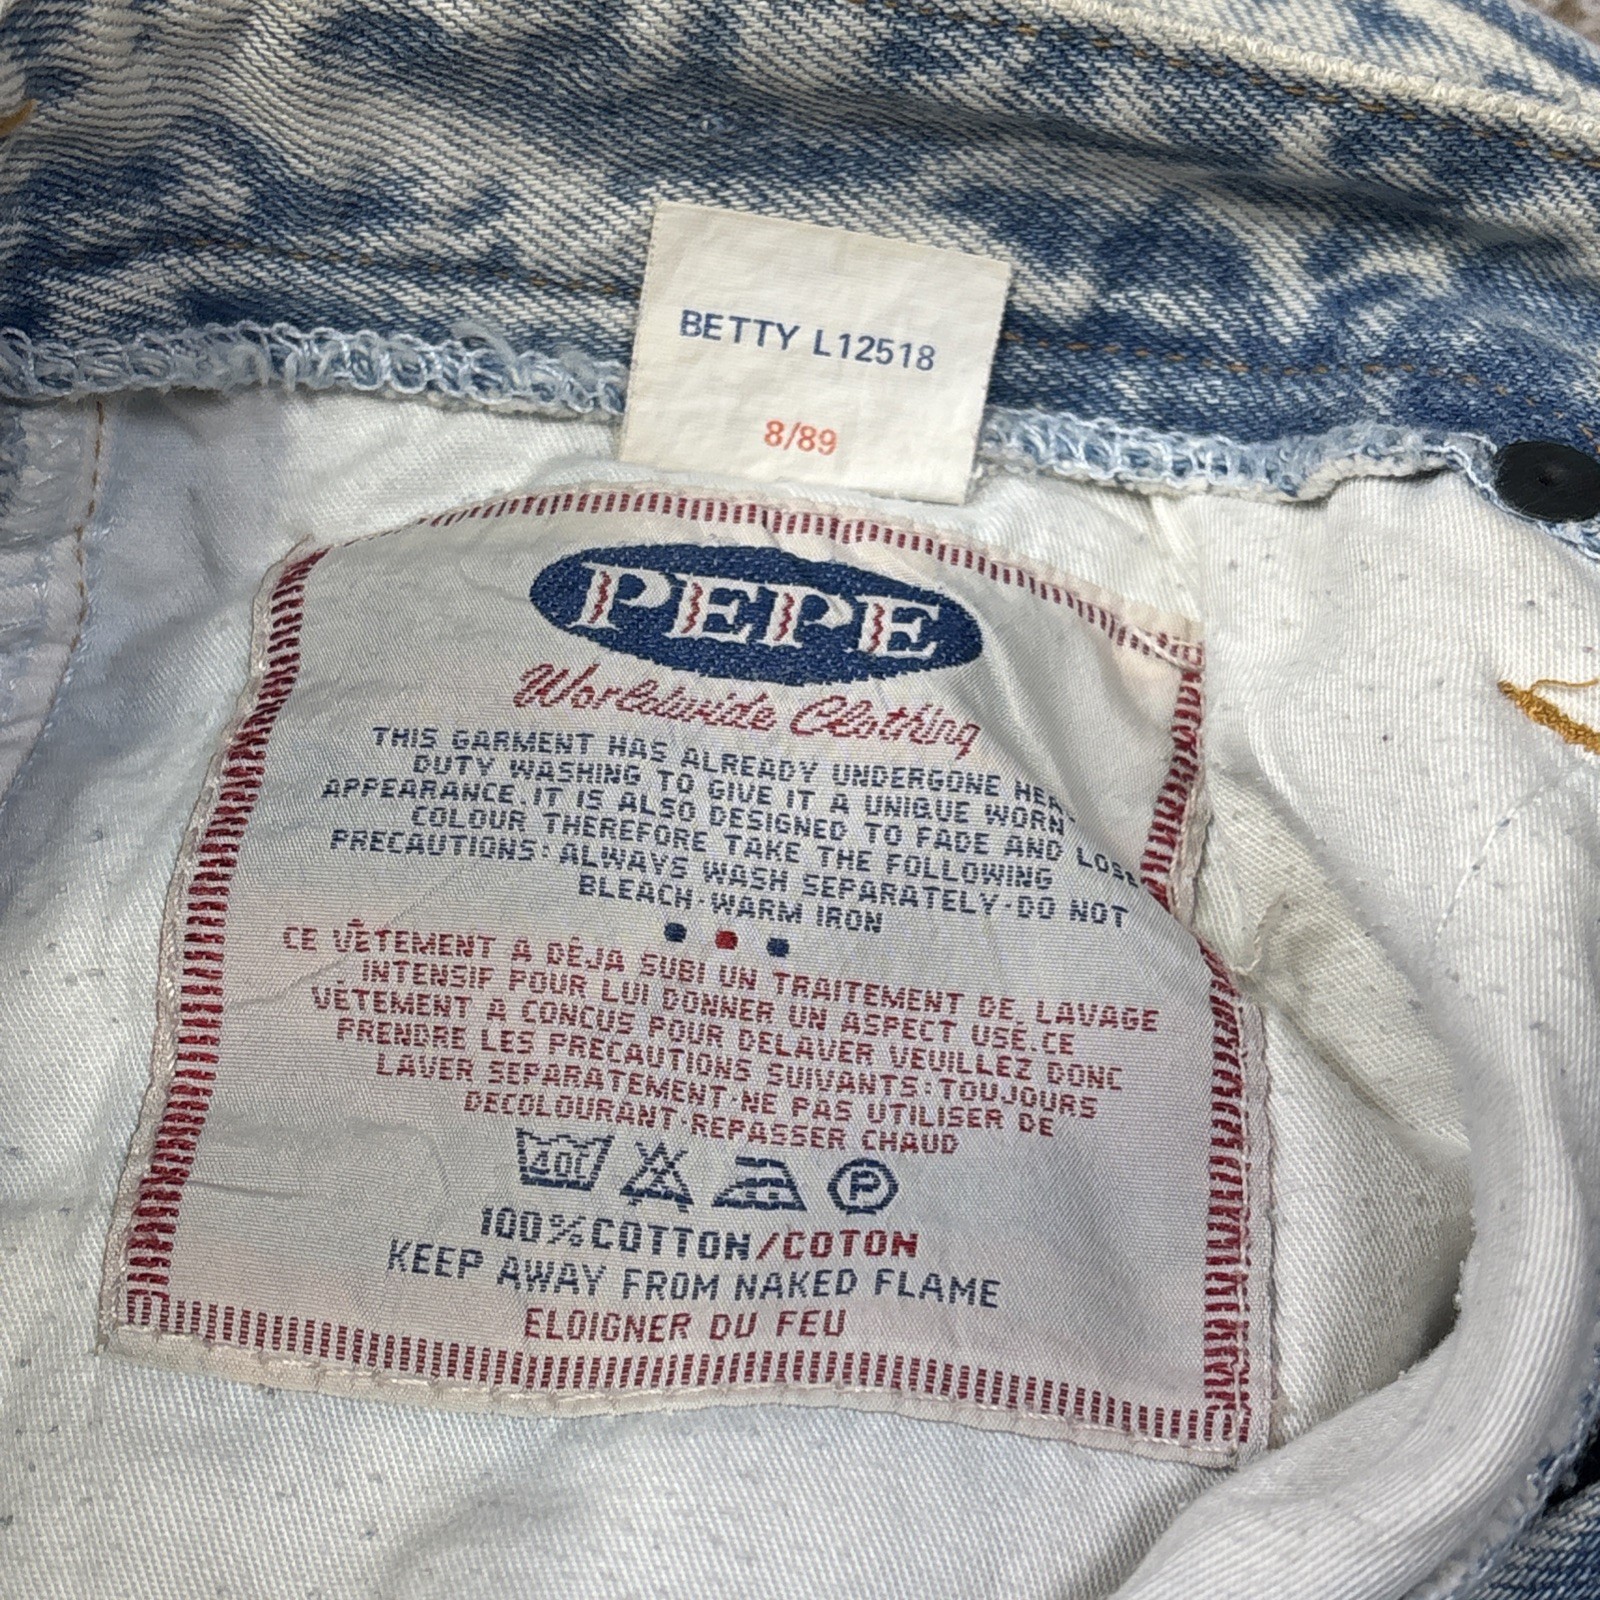 BETTY L12518
8/89
PEPE
Worldwide Clothing
THIS GARMENT HAS ALREADY UNDERGONE
DUTY WASHING TO GIVE IT A UNIQUE WORN
APPEARANCE.IT IS ALSO DESIGNED TO FADE AND LOSE
COLOUR THEREFORE TAKE THE FOLLOWING
PRECAUTIONS: ALWAYS WASH SEPARATELY·DO NOT
BLEACH·WARM IRON
CE VÊTEMENT A DÉJA SUBI UN TRAITEMENT DE LAVAGE
INTENSIF POUR LUI DONNER UN ASPECT USÉ.CE
VÊTEMENT A CONCUS POUR DELAVER VEUILLEZ DONC
PRENDRE LES PRECAUTIONS SUIVANTS:TOUJOURS
LAVER SEPARATEMENT·NE PAS UTILISER DE
DECOLOURANT·REPASSER CHAUD
40C P
100%COTTON/COTON
KEEP AWAY FROM NAKED FLAME
ELOIGNER DU FEU